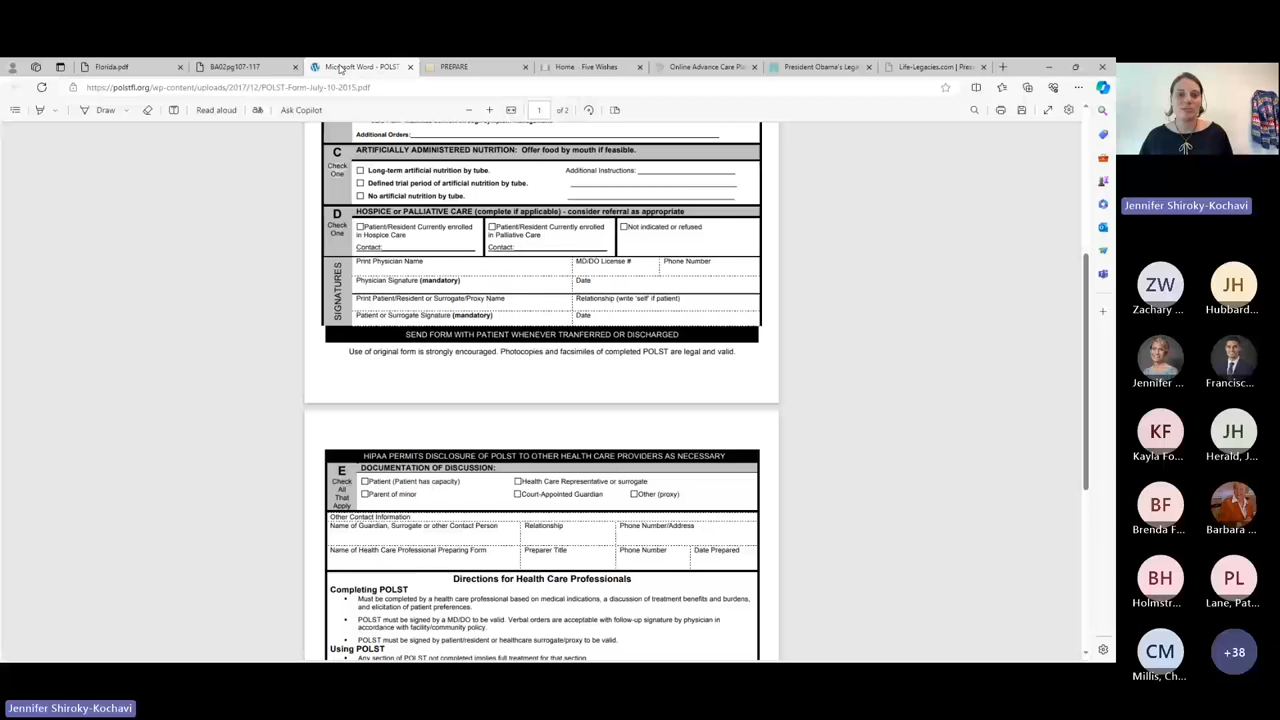 Florida.pdf
BA02pg107-117
Microsoft Word - POLST
PREPARE
Home - Five Wishes
Online Advance Care Pl
President Obama's Leg
Life-Legacies.com | Pres
https://polstfl.org/wp-content/uploads/2017/12/POLST-Form-July-10-2015.pdf
Draw
Read aloud
Ask Copilot
1 of 2
Additional Orders:
C
Check
One
ARTIFICIALLY ADMINISTERED NUTRITION: Offer food by mouth if feasible.
Long-term artificial nutrition by tube.
Additional Instructions:
Defined trial period of artificial nutrition by tube.
No artificial nutrition by tube.
D
Check
One
HOSPICE or PALLIATIVE CARE (complete if applicable) - consider referral as appropriate
Patient/Resident Currently enrolled
in Hospice Care
Contact:
Patient/Resident Currently enrolled
in Palliative Care
Contact:
Not indicated or refused
SIGNATURES
Print Physician Name
MD/DO License #
Phone Number
Physician Signature (mandatory)
Date
Print Patient/Resident or Surrogate/Proxy Name
Relationship (write 'self' if patient)
Patient or Surrogate Signature (mandatory)
Date
SEND FORM WITH PATIENT WHENEVER TRANFERRED OR DISCHARGED
Use of original form is strongly encouraged. Photocopies and facsimiles of completed POLST are legal and valid.
HIPAA PERMITS DISCLOSURE OF POLST TO OTHER HEALTH CARE PROVIDERS AS NECESSARY
E
Check
All
That
Apply
DOCUMENTATION OF DISCUSSION:
Patient (Patient has capacity)
Health Care Representative or surrogate
Parent of minor
Court-Appointed Guardian
Other (proxy)
Other Contact Information
Name of Guardian, Surrogate or other Contact Person
Relationship
Phone Number/Address
Name of Health Care Professional Preparing Form
Preparer Title
Phone Number
Date Prepared
Directions for Health Care Professionals
Completing POLST
Must be completed by a health care professional based on medical indications, a discussion of treatment benefits and burdens,
and elicitation of patient preferences.
POLST must be signed by a MD/DO to be valid. Verbal orders are acceptable with follow-up signature by physician in
accordance with facility/community policy.
POLST must be signed by patient/resident or healthcare surrogate/proxy to be valid.
Using POLST
Any section of POLST not completed implies full treatment for that section
Jennifer Shiroky-Kochavi
ZW
Zachary ...
JH
Hubbard...
Jennifer ...
Francisc...
KF
Kayla Fo...
JH
Herald, J...
BF
Brenda F...
Barbara ...
BH
Holmstr...
PL
Lane, Pat...
CM
Millis, Ch...
+38
Jennifer Shiroky-Kochavi